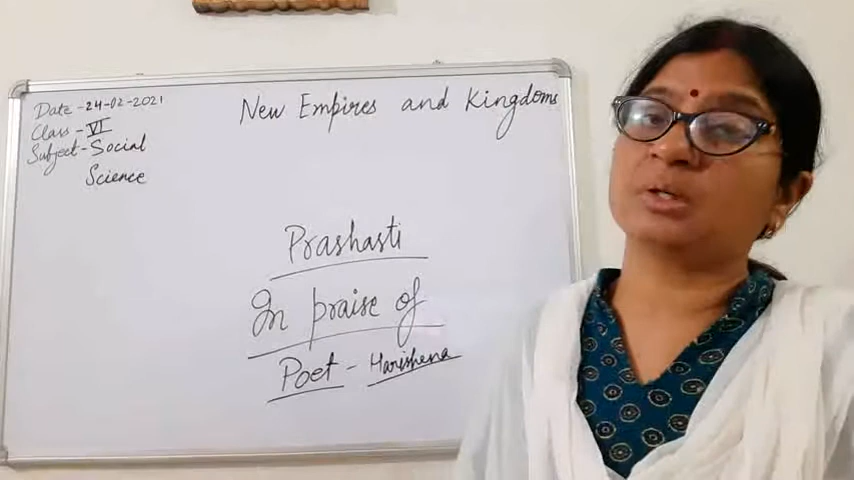 Date - 24-02-2021
Class - VI
Subject - Social
Science
New Empires and Kingdoms
Prashasti
In praise of
Poet - Harishena